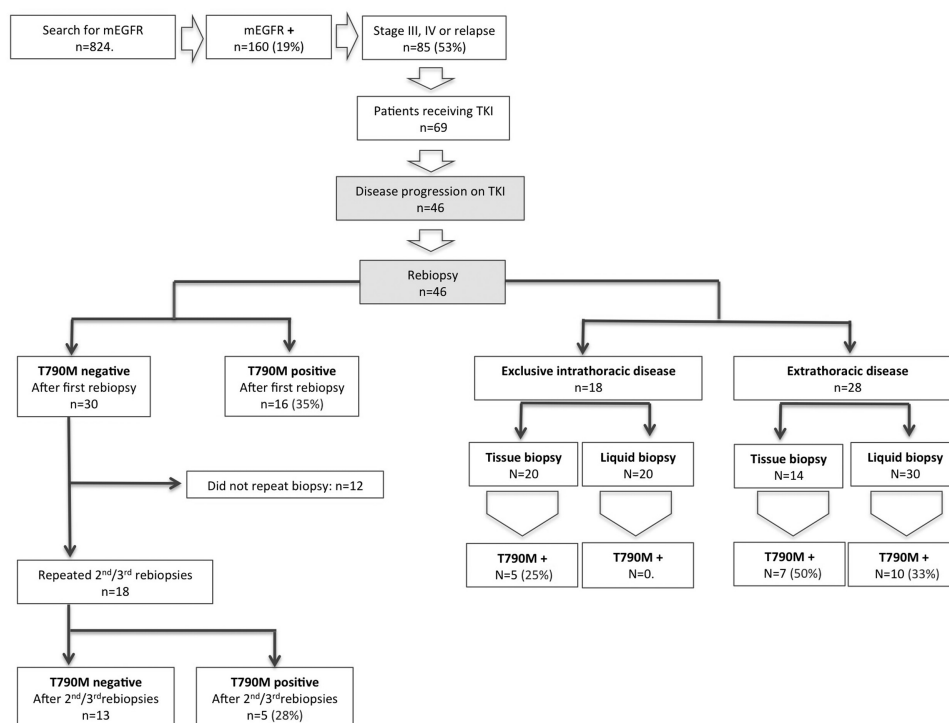 Search for mEGFR
n=824.
mEGFR +
n=160 (19%)
Stage III, IV or relapse
n=85 (53%)
Patients receiving TKI
n=69
Disease progression on TKI
n=46
Rebiopsy
n=46
T790M negative
After first rebiopsy
n=30
T790M positive
After first rebiopsy
n=16 (35%)
Exclusive intrathoracic disease
n=18
Extrathoracic disease
n=28
Tissue biopsy
N=20
Liquid biopsy
N=20
Tissue biopsy
N=14
Liquid biopsy
N=30
Did not repeat biopsy: n=12
T790M +
N=5 (25%)
T790M +
N=0.
T790M +
N=7 (50%)
T790M +
N=10 (33%)
Repeated 2nd/3rd rebiopsies
n=18
T790M negative
After 2nd/3rd rebiopsies
n=13
T790M positive
After 2nd/3rd rebiopsies
n=5 (28%)